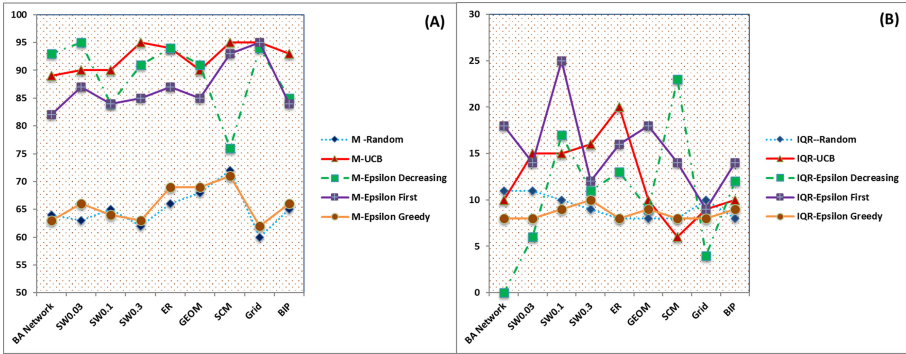 (A)
100
95
90
85
80
75
70
65
60
55
50
BA Network
SW0.03
SW0.1
SW0.3
ER
GEOM
SCM
Grid
BIP
M -Random
M-UCB
M-Epsilon Decreasing
M-Epsilon First
M-Epsilon Greedy
(B)
30
25
20
15
10
5
0
BA Network
SW0.03
SW0.1
SW0.3
ER
GEOM
SCM
Grid
BIP
IQR--Random
IQR-UCB
IQR-Epsilon Decreasing
IQR-Epsilon First
IQR-Epsilon Greedy